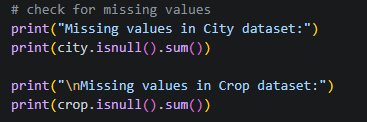 # check for missing values
print("Missing values in City dataset:")
print(city.isnull().sum())
print("\nMissing values in Crop dataset:")
print(crop.isnull().sum())